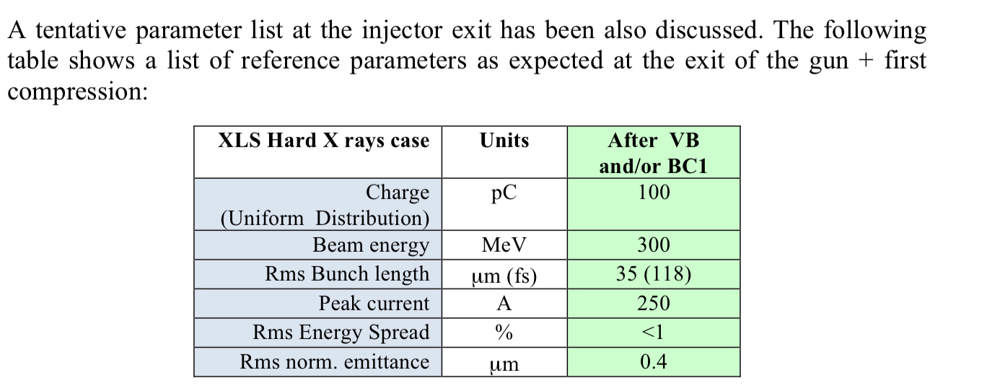 A tentative parameter list at the injector exit has been also discussed. The following
table shows a list of reference parameters as expected at the exit of the gun + first
compression:
XLS Hard X rays case Units After VB
and/or BC1
Charge pC 100
(Uniform Distribution)
Beam energy MeV 300
Rms Bunch length μm (fs) 35 (118)
Peak current A 250
Rms Energy Spread % <1
Rms norm. emittance μm 0.4